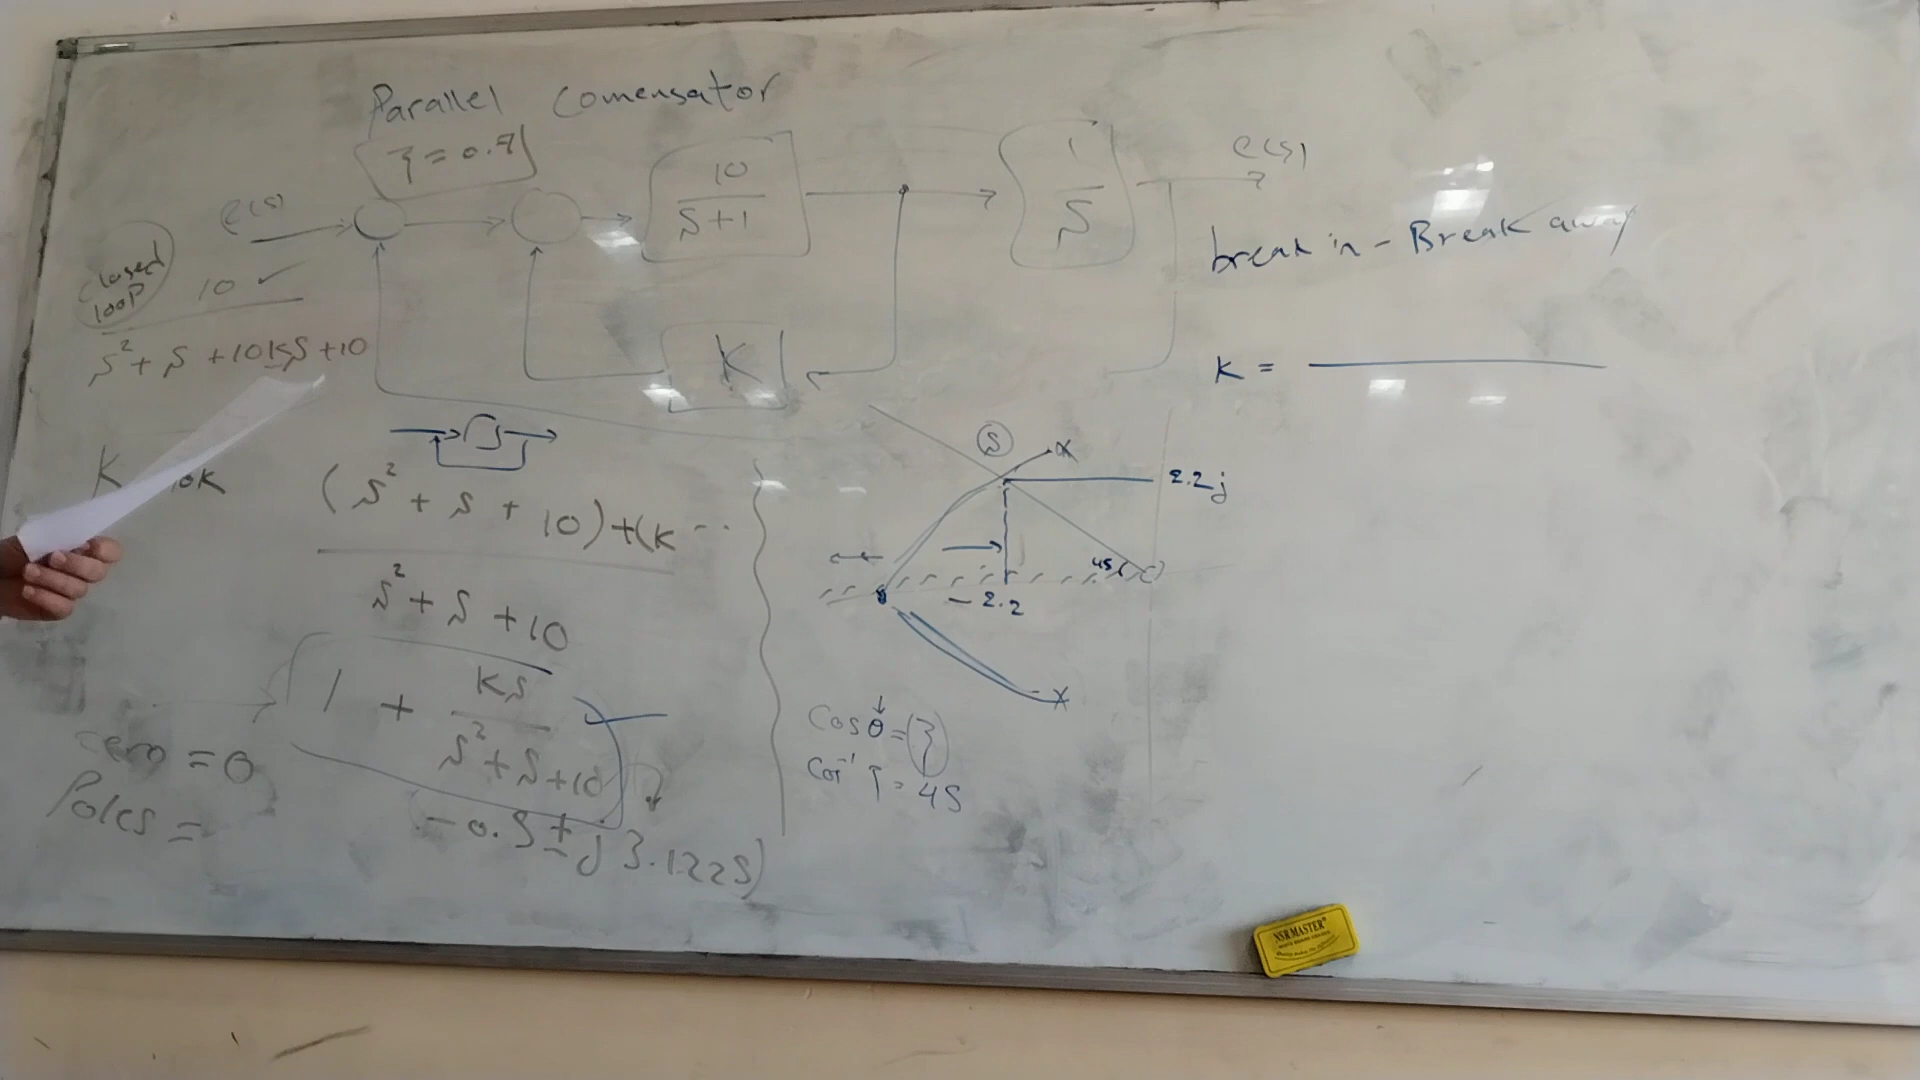 Parallel Comensator
ζ = 0.7
10
S+1
1
S
e(s)
closed
loop
10 ✓
S² + S + 10KS + 10
K
break in - Break away
K =
(S² + S + 10) + (K ..
S² + S + 10
1 + KS
S² + S + 10
zero = 0
Poles = -0.5 ± j 3.1225)
S
x
2.2j
45
- 2.2
x
Cos θ = ζ
Cos⁻¹ ζ = 45
NSR MASTER